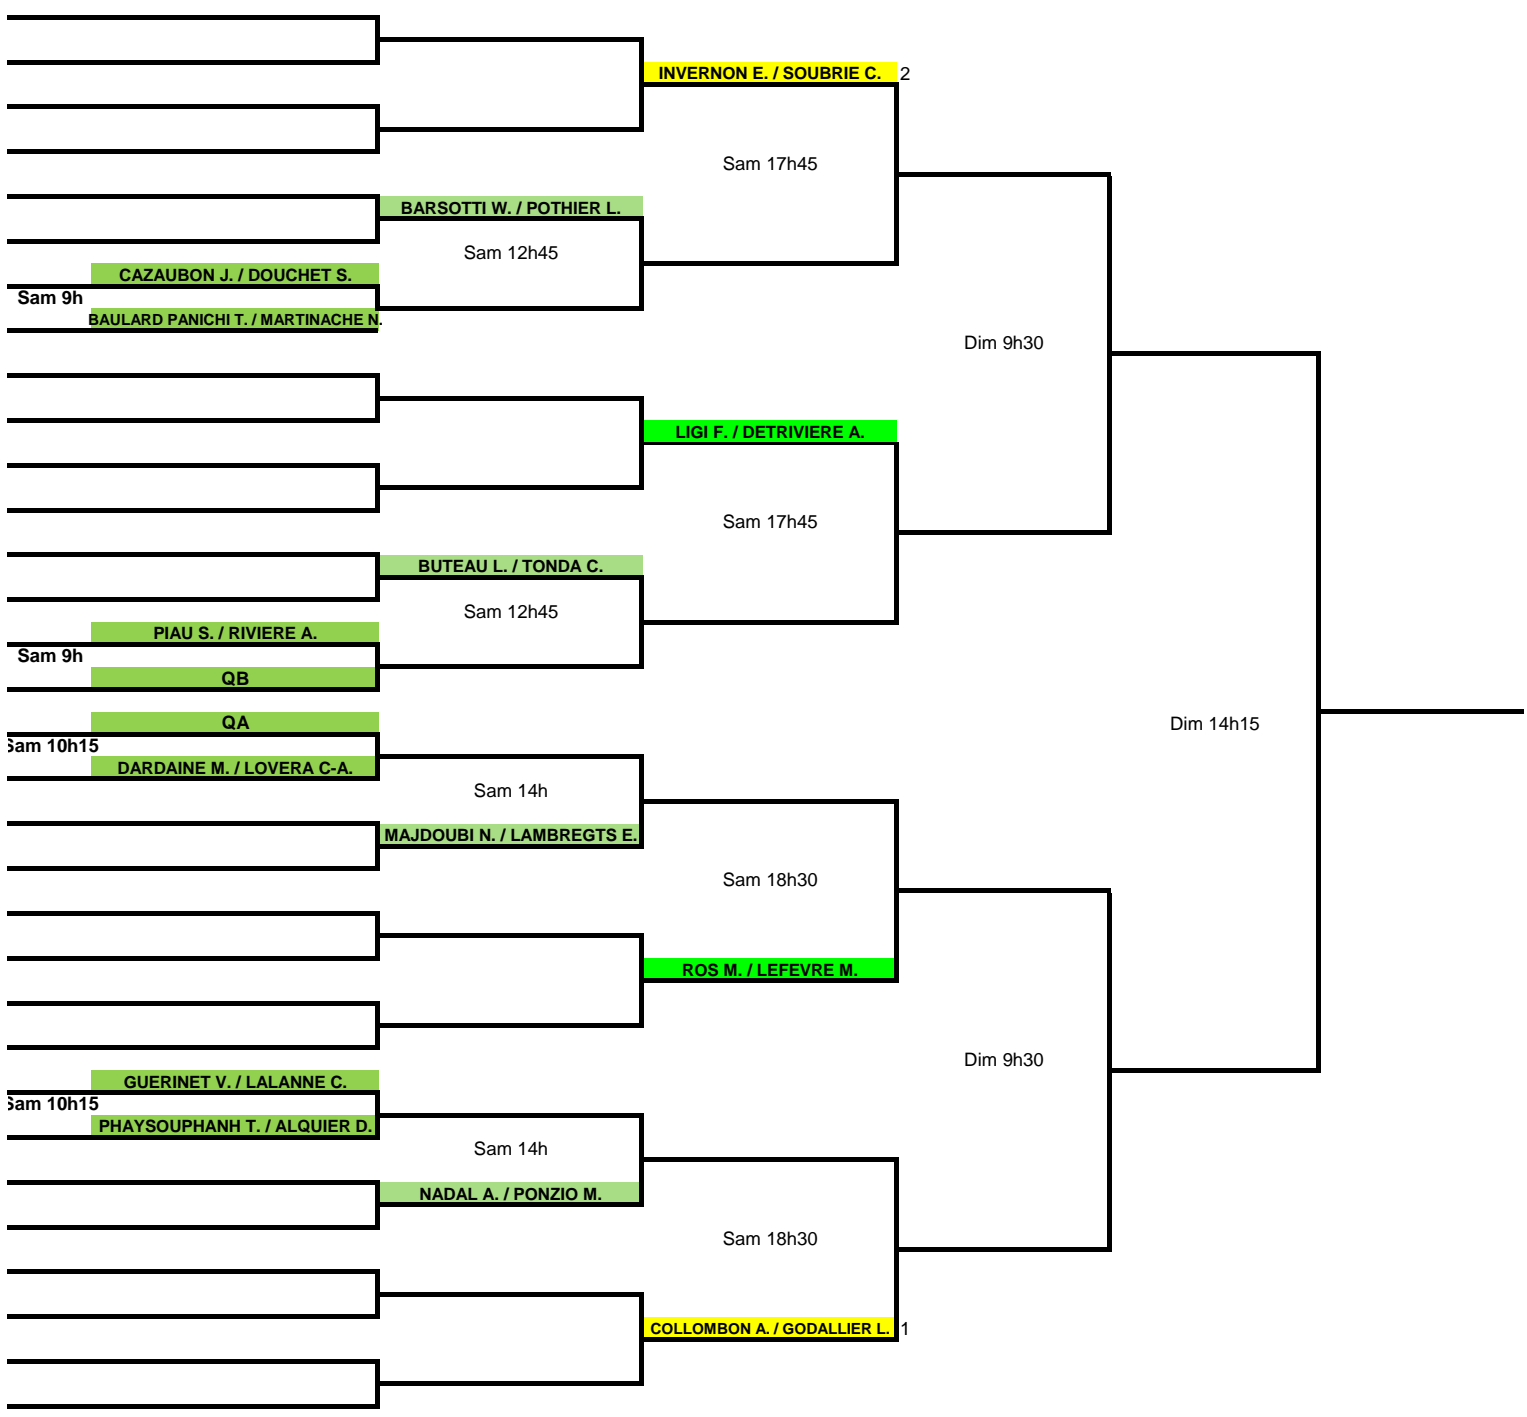 INVERNON E. / SOUBRIE C. 2
Sam 17h45
BARSOTTI W. / POTHIER L.
Sam 12h45
CAZAUBON J. / DOUCHET S.
Sam 9h
BAULARD PANICHI T. / MARTINACHE N.
Dim 9h30
LIGI F. / DETRIVIERE A.
Sam 17h45
BUTEAU L. / TONDA C.
Sam 12h45
PIAU S. / RIVIERE A.
Sam 9h
QB
QA
Dim 14h15
Sam 10h15
DARDAINE M. / LOVERA C-A.
Sam 14h
MAJDOUBI N. / LAMBREGTS E.
Sam 18h30
ROS M. / LEFEVRE M.
Dim 9h30
GUERINET V. / LALANNE C.
Sam 10h15
PHAYSOUPHANH T. / ALQUIER D.
Sam 14h
NADAL A. / PONZIO M.
Sam 18h30
COLLOMBON A. / GODALLIER L. 1